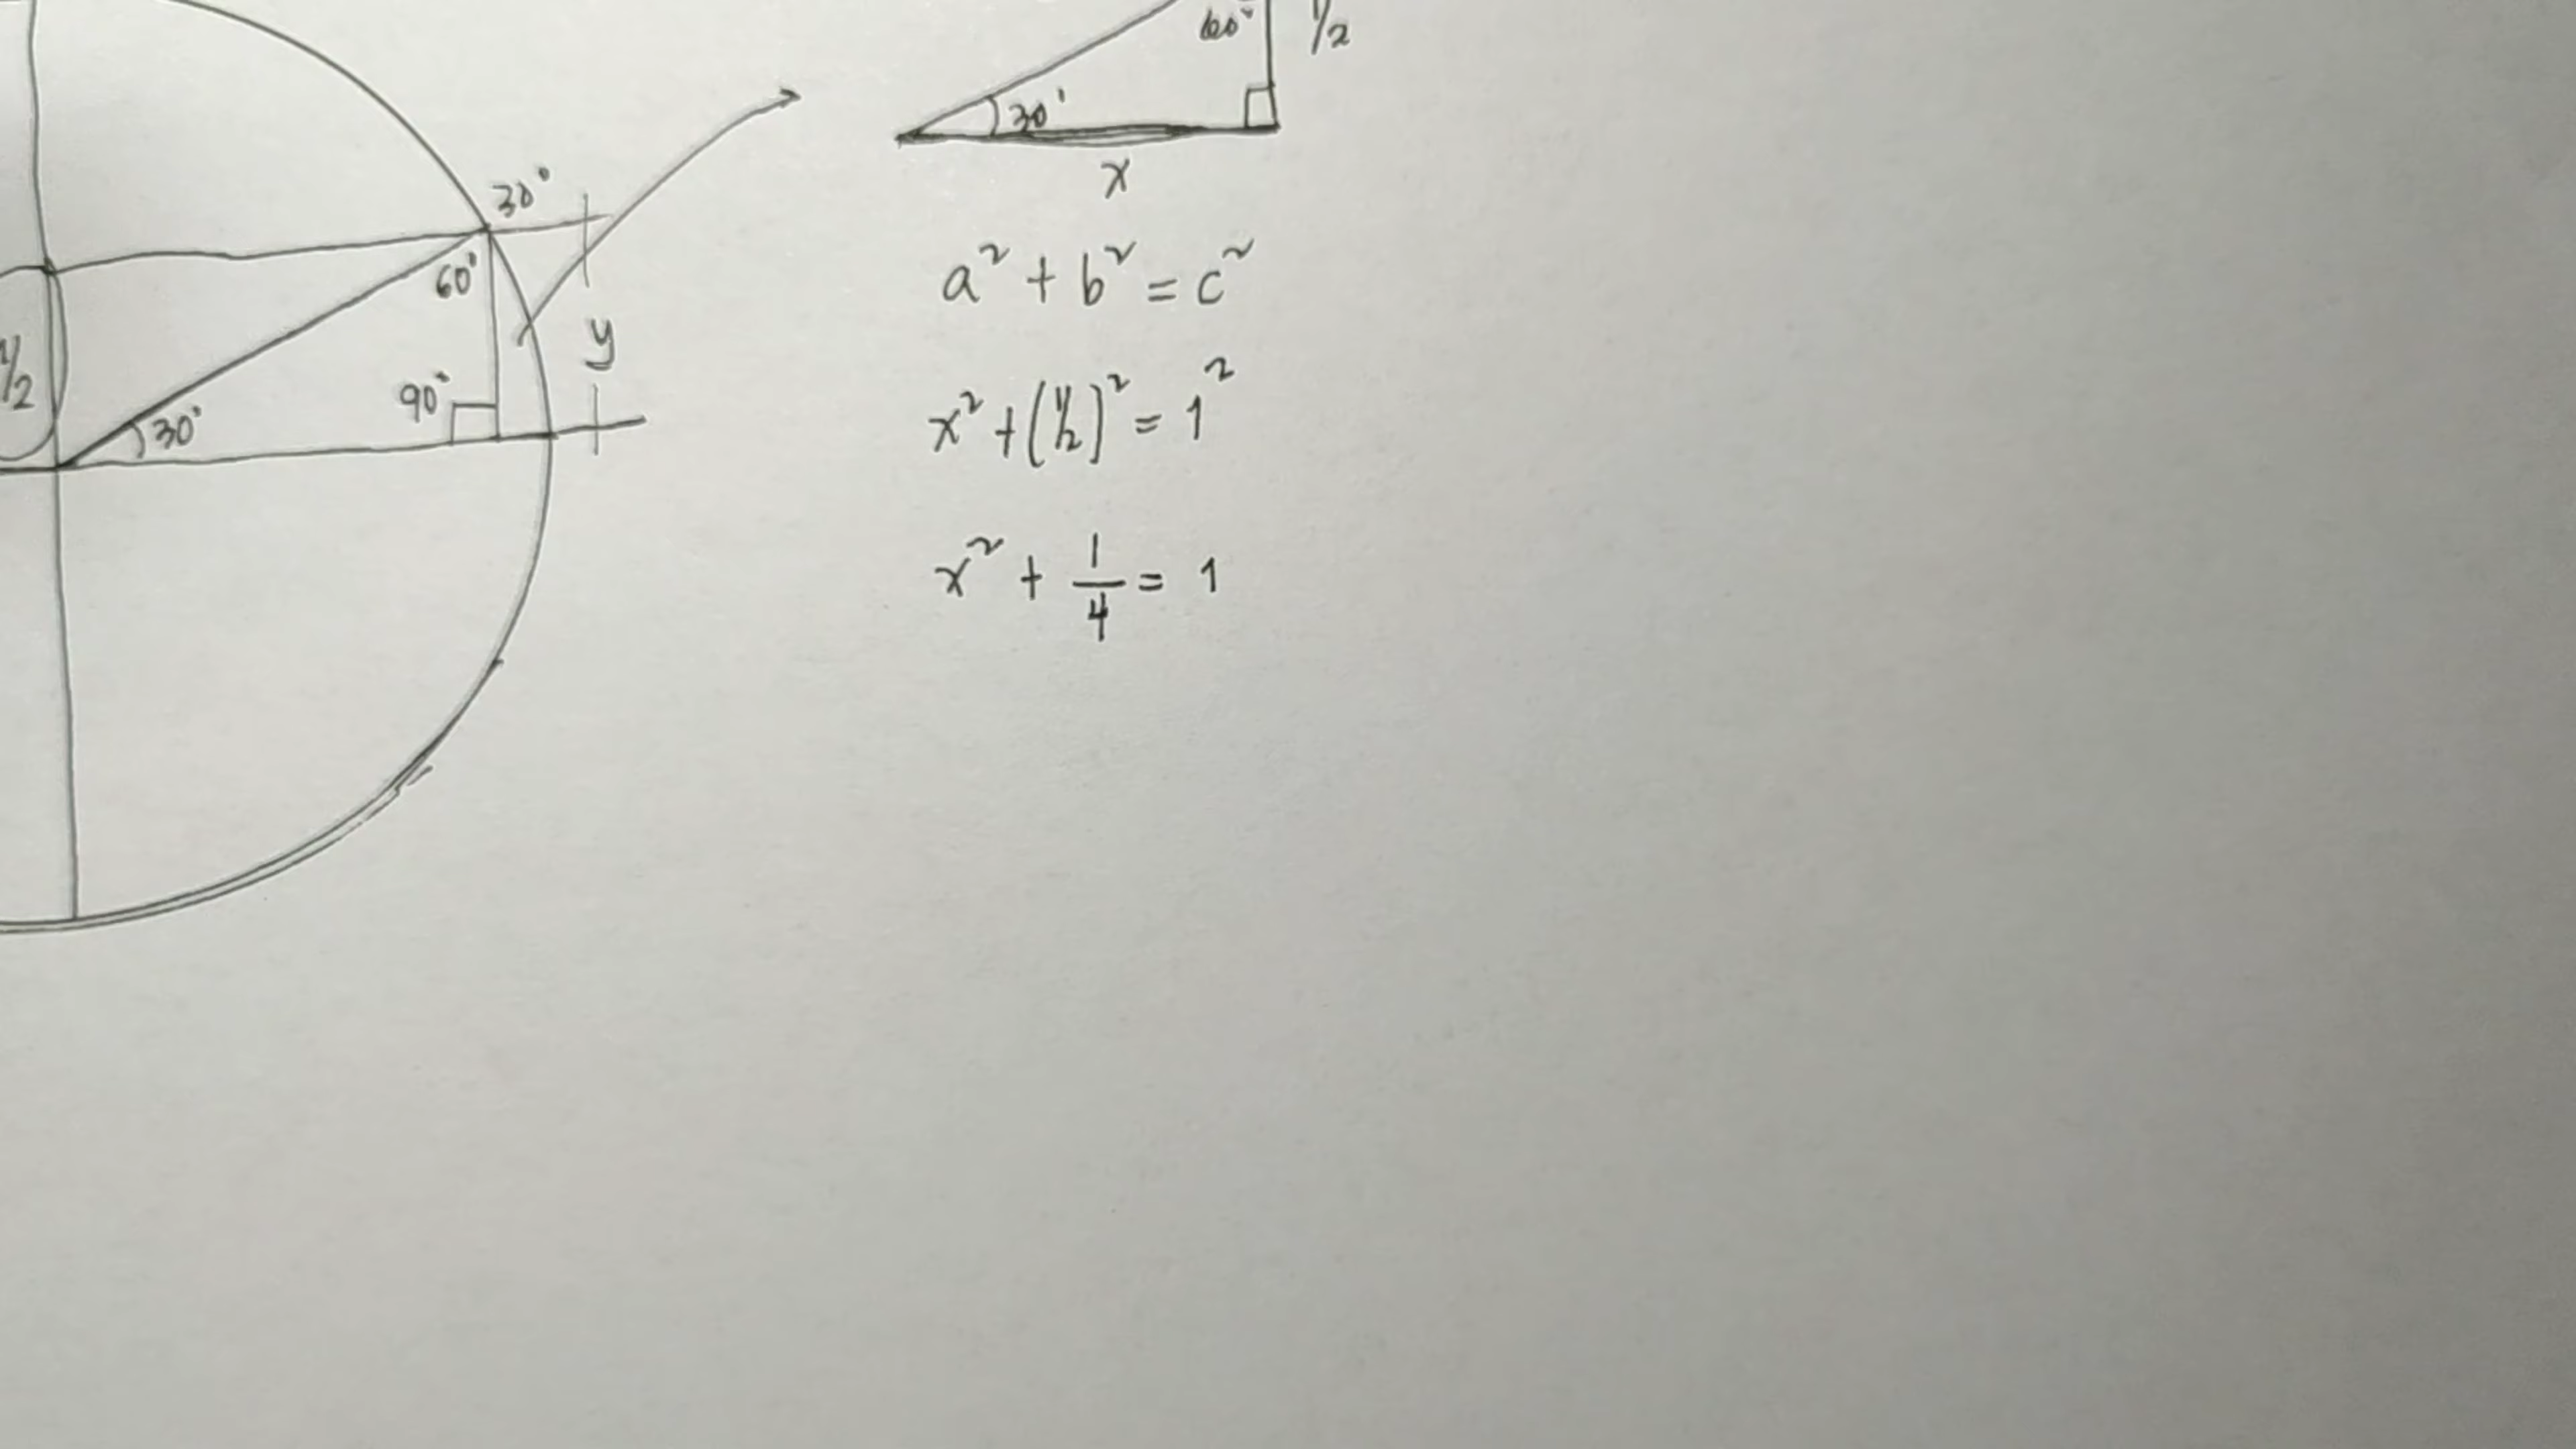 30°
60°
y
1/2
90°
30°
60°
1/2
30°
x
a² + b² = c²
x² + (1/2)² = 1²
x² + 1/4 = 1